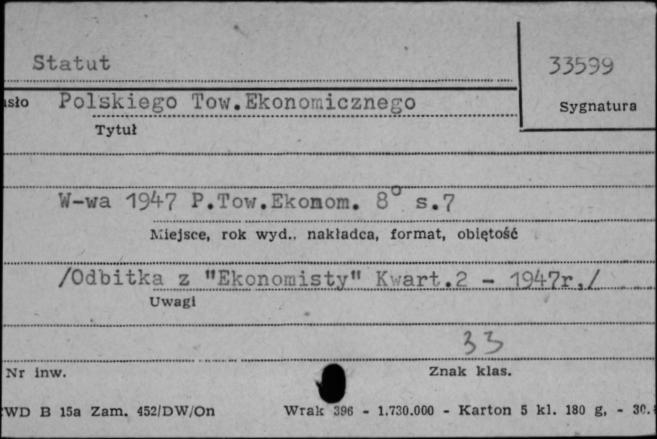 Statut
33599
Polskiego Tow.Ekonomicznego
Sygnatura
Tytuł
W-wa 1947 P.Tow.Ekonom. 8° s.7
Miejsce, rok wyd., nakładca, format, objętość
/Odbitka z "Ekonomisty" Kwart.2 - 1947r,/
Uwagi
33
Nr inw.
Znak klas.
WD B 15a Zam. 452/DW/On Wrak 396 - 1.730.000 - Karton 5 kl. 180 g, - 30.